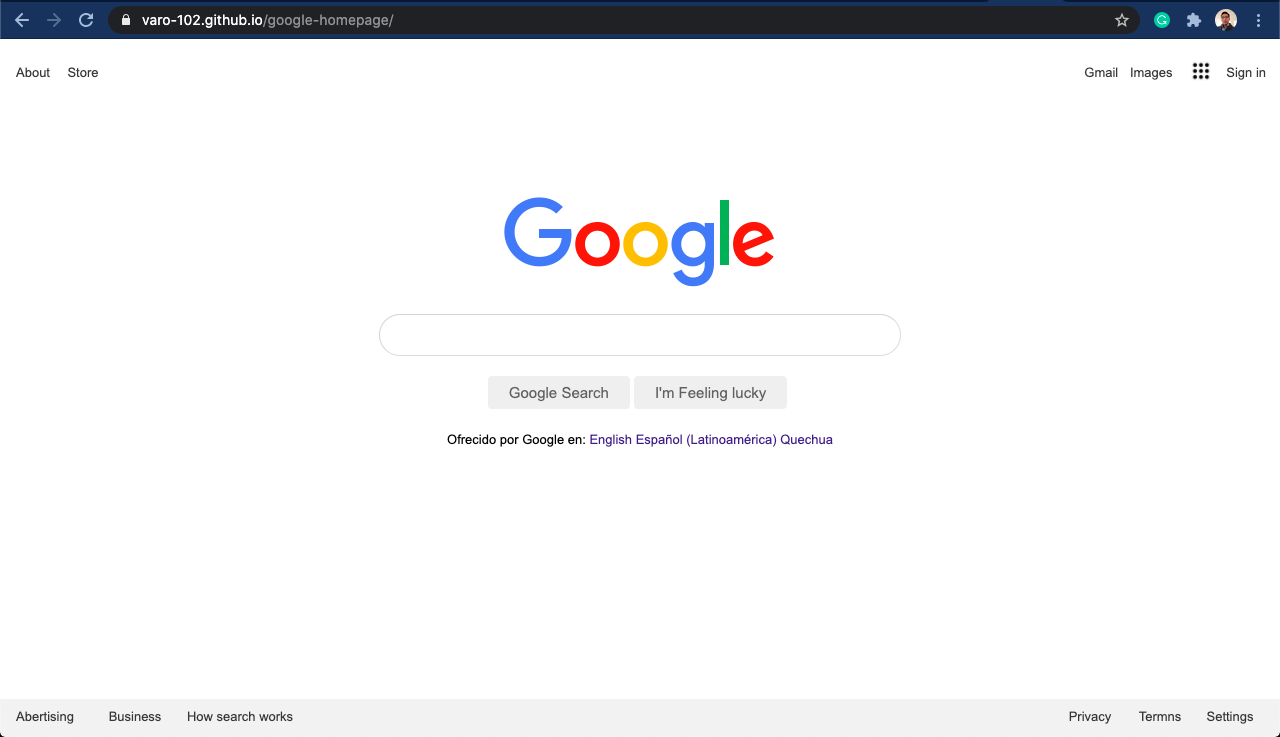 varo-102.github.io/google-homepage/
About Store Gmail Images Sign in
Google
Google Search I'm Feeling lucky
Ofrecido por Google en: English Español (Latinoamérica) Quechua
Abertising Business How search works Privacy Termns Settings